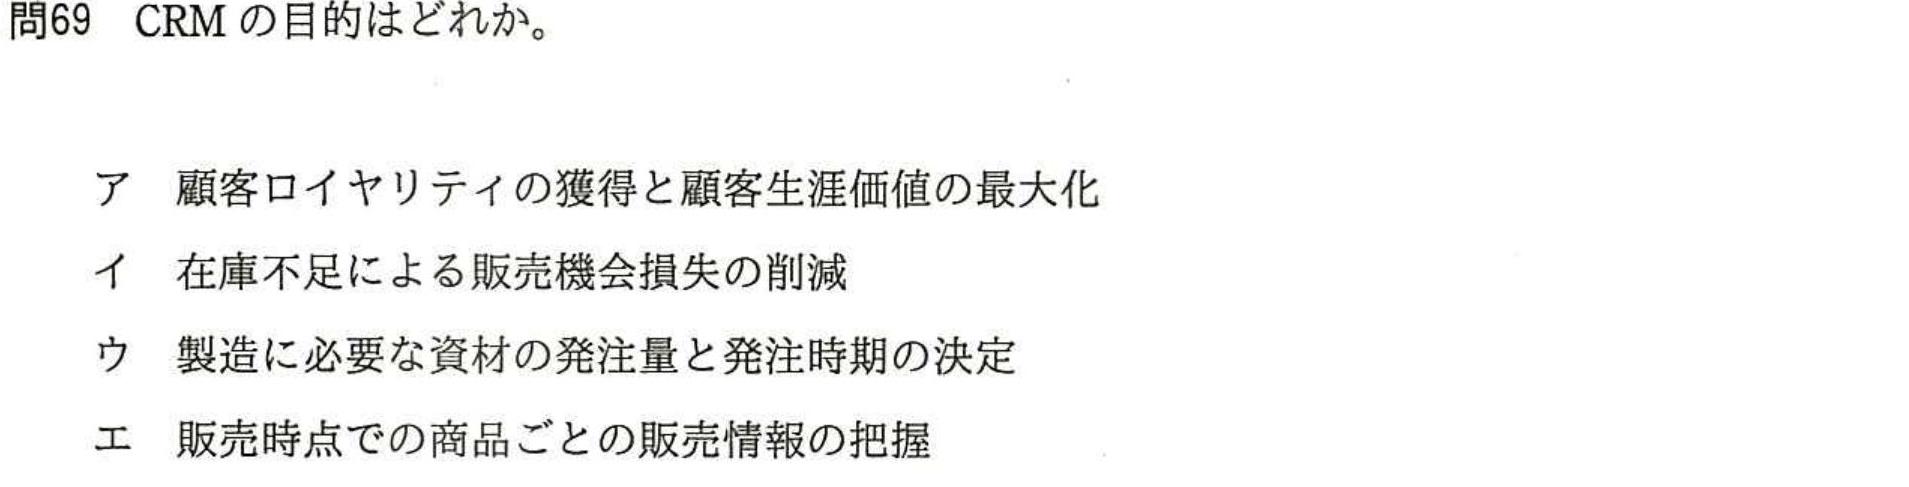 問69 CRM の目的はどれか。
ア 顧客ロイヤリティの獲得と顧客生涯価値の最大化
イ 在庫不足による販売機会損失の削減
ウ 製造に必要な資材の発注量と発注時期の決定
エ 販売時点での商品ごとの販売情報の把握